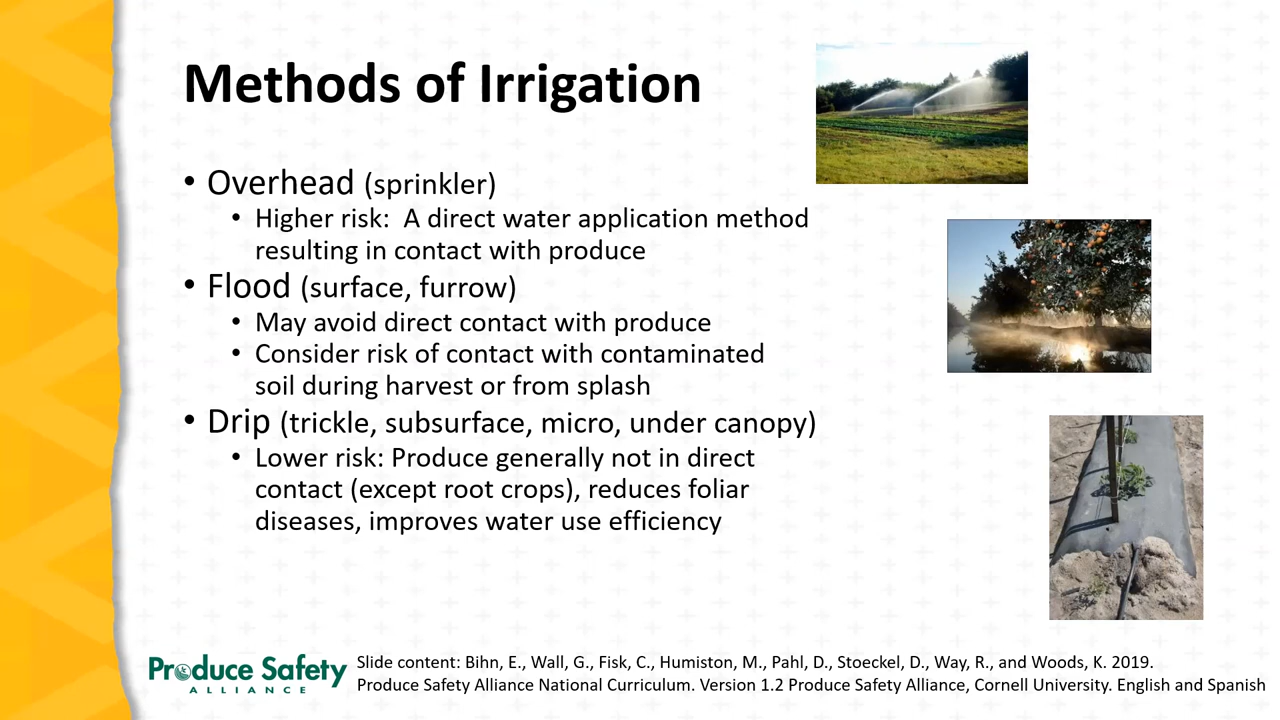 Methods of Irrigation
• Overhead (sprinkler)
• Higher risk:  A direct water application method
resulting in contact with produce
• Flood (surface, furrow)
• May avoid direct contact with produce
• Consider risk of contact with contaminated
soil during harvest or from splash
• Drip (trickle, subsurface, micro, under canopy)
• Lower risk: Produce generally not in direct
contact (except root crops), reduces foliar
diseases, improves water use efficiency
Produce Safety
ALLIANCE
Slide content: Bihn, E., Wall, G., Fisk, C., Humiston, M., Pahl, D., Stoeckel, D., Way, R., and Woods, K. 2019.
Produce Safety Alliance National Curriculum. Version 1.2 Produce Safety Alliance, Cornell University. English and Spanish